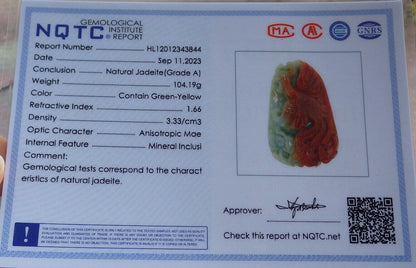 NQTC GEMOLOGICAL INSTITUTE REPORT
MA GNRS
Report Number HL12012343844
Date Sep 11,2023
Conclusion Natural Jadeite(Grade A)
Weight 104.19g
Color Contain Green-Yellow
Refractive Index 1.66
Density 3.33/cm3
Optic Character Anisotropic Mae
Internal Feature Mineral Inclusi
Comment:
Gemological tests correspond to the charact
eristics of natural jadeite.
Approver:
Check this report at NQTC.net